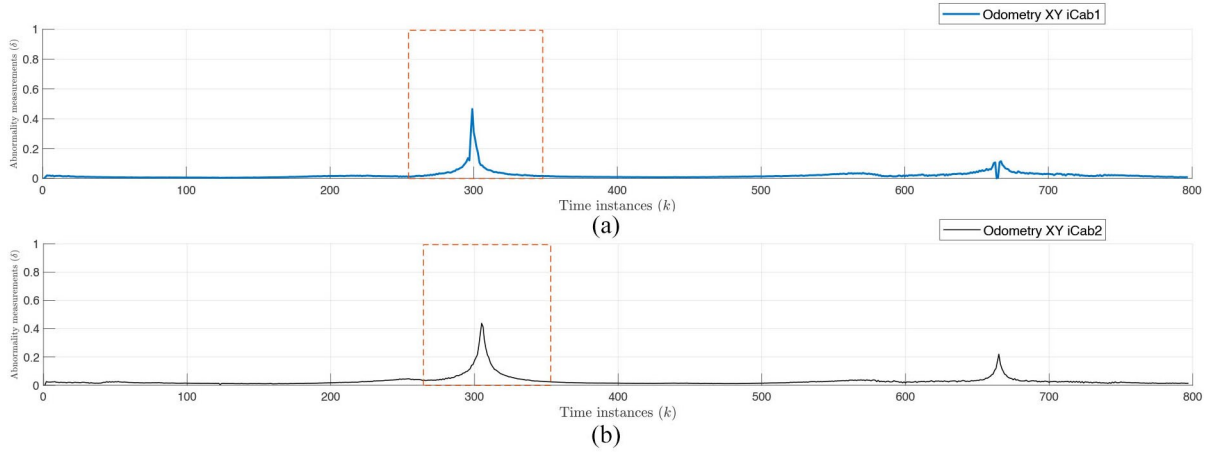 Odometry XY iCab1
Abnormality measurements (δ)
1
0.8
0.6
0.4
0.2
0
0 100 200 300 400 500 600 700 800
Time instances (k)
(a)
Odometry XY iCab2
Abnormality measurements (δ)
1
0.8
0.6
0.4
0.2
0
0 100 200 300 400 500 600 700 800
Time instances (k)
(b)